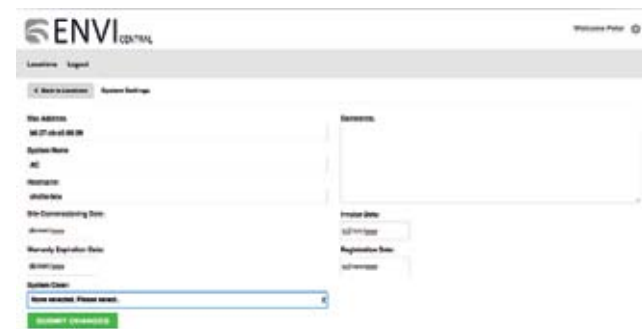 ENVI CENTRAL
Welcome Peter
Locations Logout
< Back to Locations System Settings
Mac Address:
System Name
AC
Hostname:
Comments:
Site Commissioning Date:
Invoice Date:
Warranty Expiration Date:
Registration Date:
System Class:
None selected. Please select.
SUBMIT CHANGES